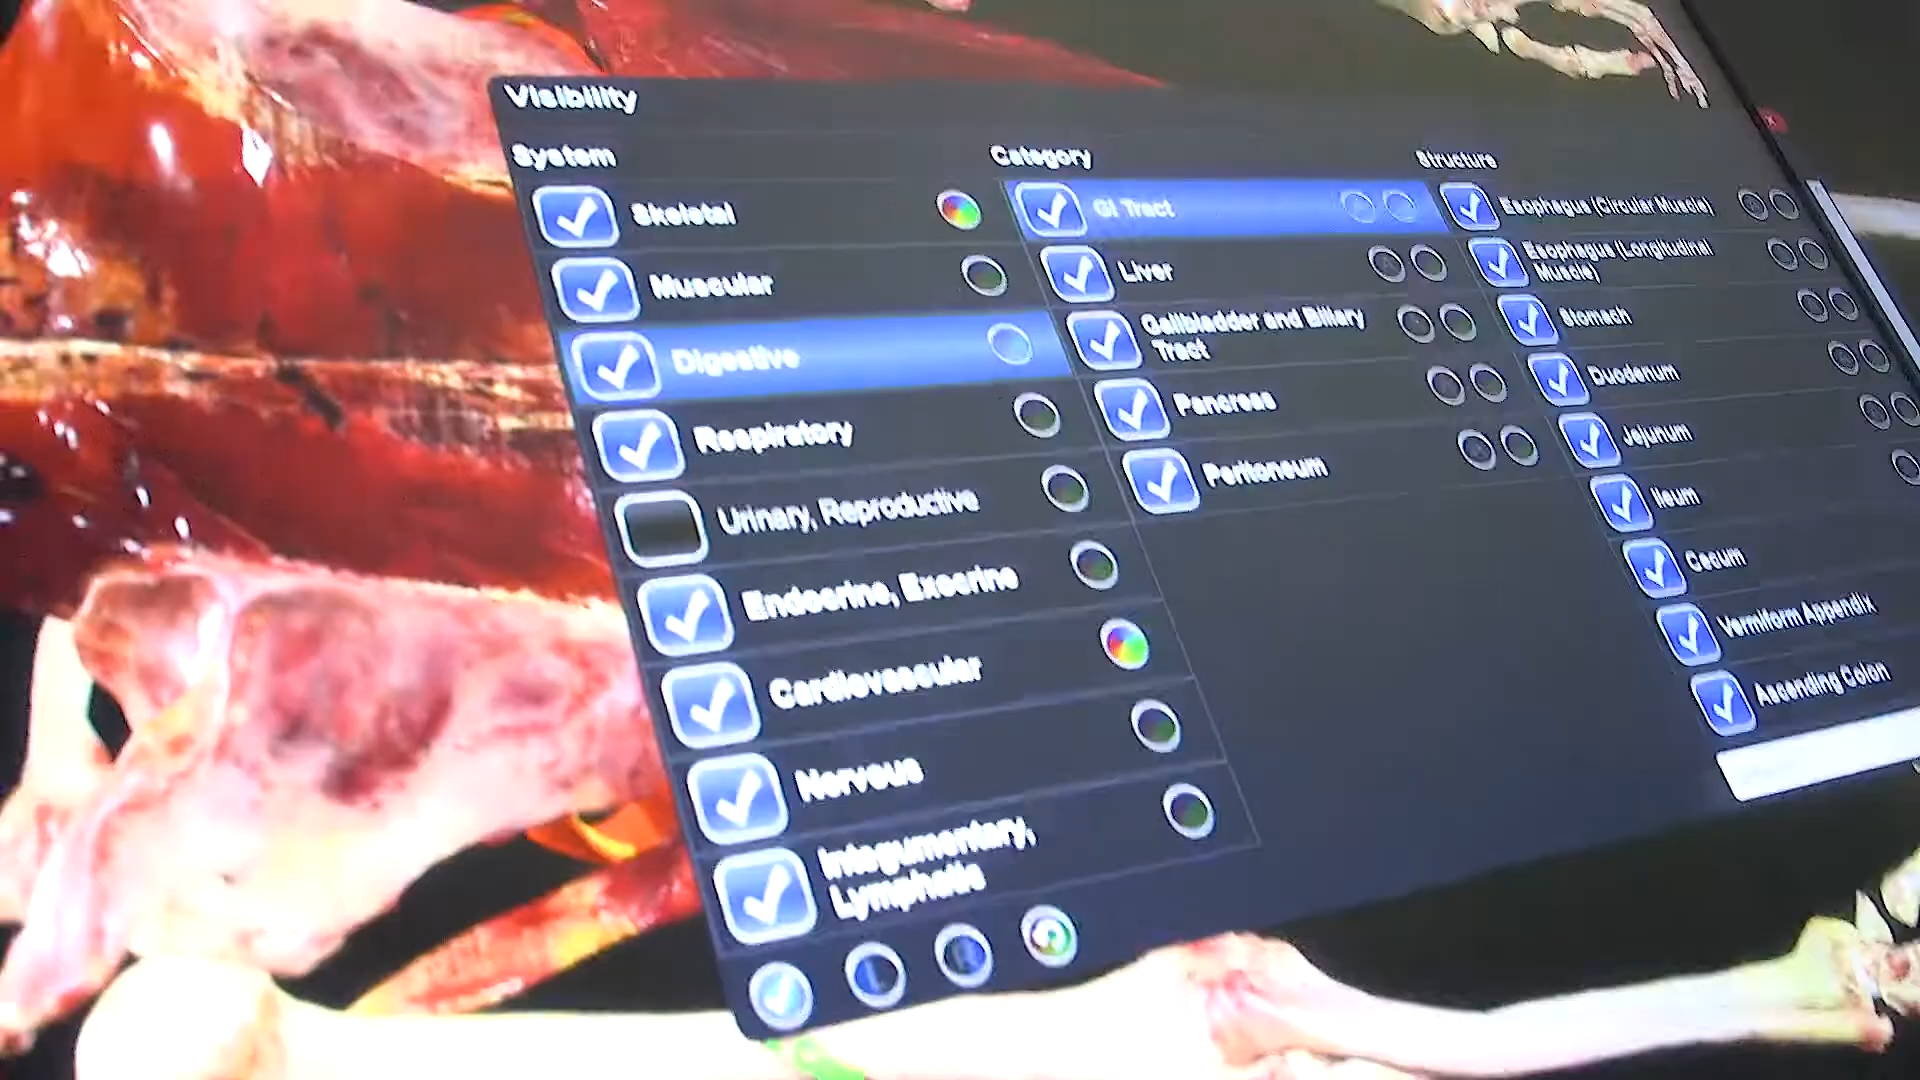 Visibility
System
Category
Structure
Skeletal
Muscular
Digestive
Respiratory
Urinary, Reproductive
Endocrine, Exocrine
Cardiovascular
Nervous
Integumentary,
Lymphatic
GI Tract
Liver
Gallbladder and Biliary
Tract
Pancreas
Peritoneum
Esophagus (Circular Muscle)
Esophagus (Longitudinal
Muscle)
Stomach
Duodenum
Jejunum
Ileum
Cecum
Vermiform Appendix
Ascending Colon
L
R